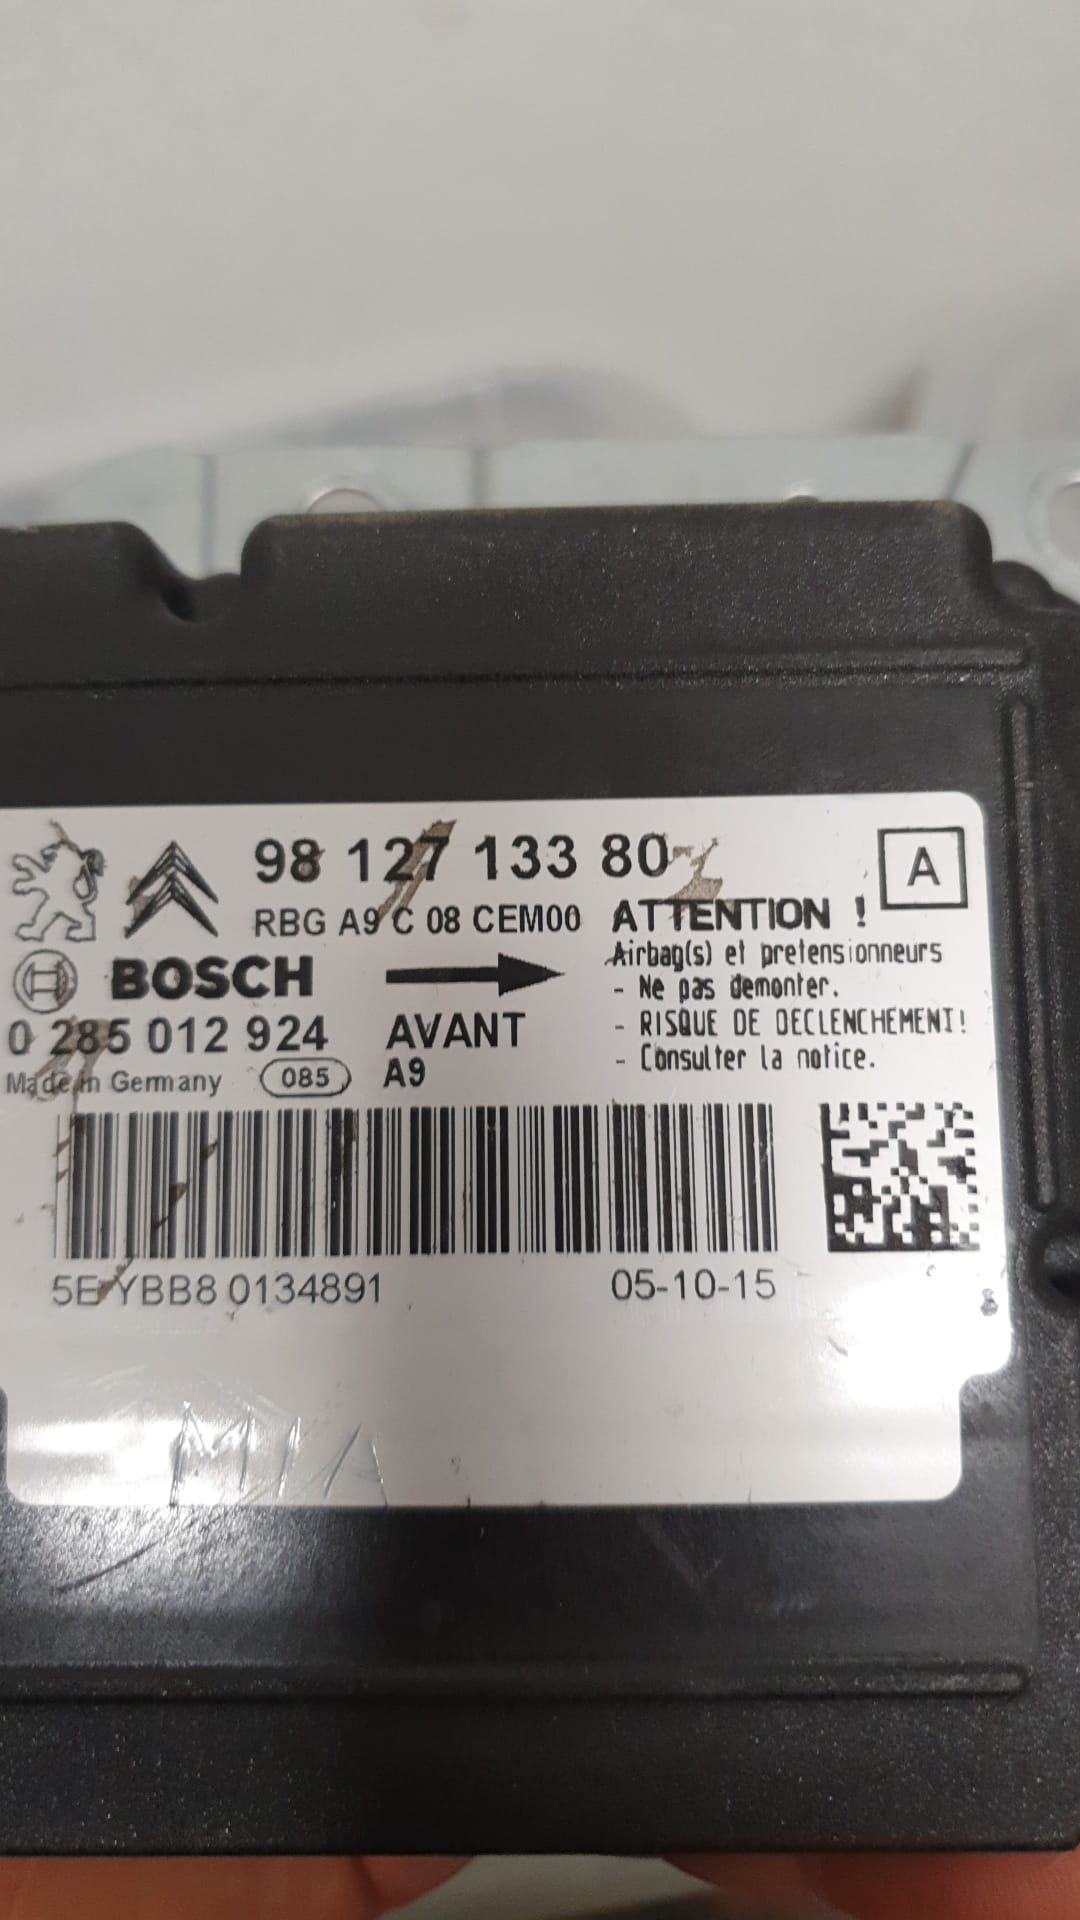 98 127 133 80
A
RBG A9 C 08 CEM00
ATTENTION !
Airbag(s) et pretensionneurs
- Ne pas demonter.
- RISQUE DE DECLENCHEMENT!
- Consulter la notice.
BOSCH
0 285 012 924
AVANT
Made in Germany
085
A9
5E YBB8 0134891
05-10-15
MIA